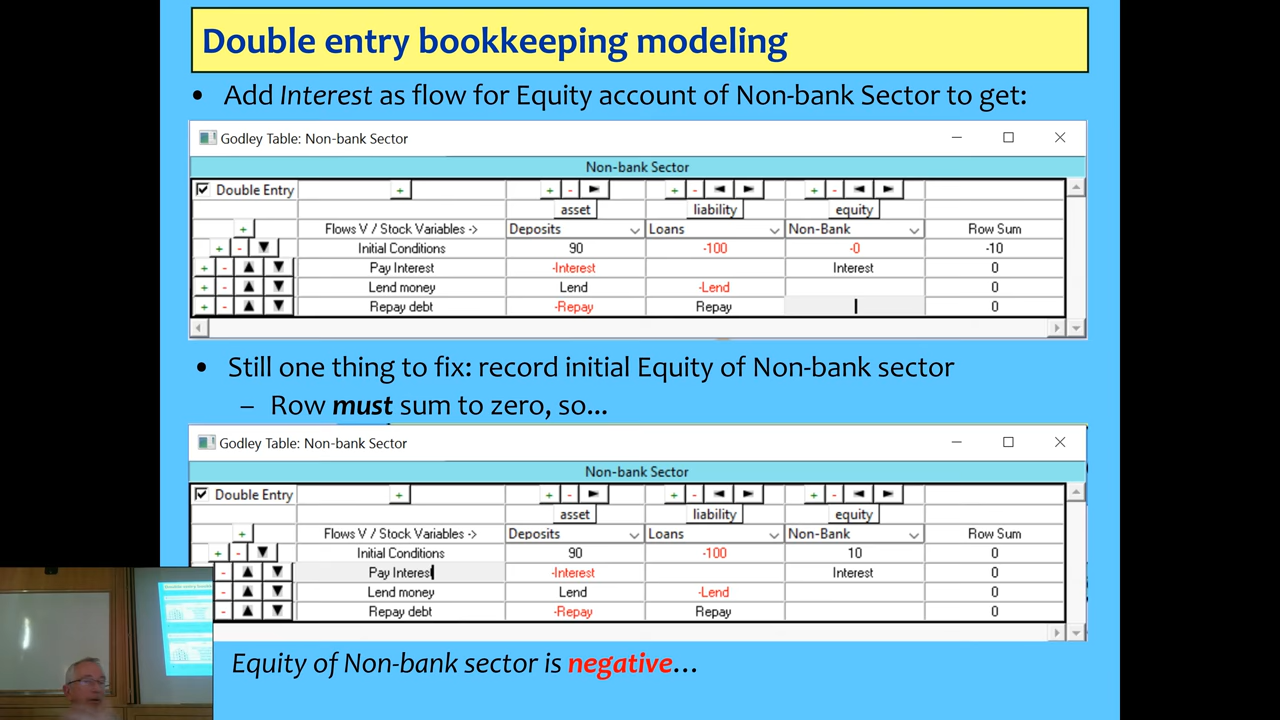 Double entry bookkeeping modeling
• Add Interest as flow for Equity account of Non-bank Sector to get:
Godley Table: Non-bank Sector
Non-bank Sector
Double Entry + + - ► + - ◄ ► + - ◄ ►
asset liability equity
+ Flows V / Stock Variables -> Deposits Loans Non-Bank Row Sum
+ - ▼ Initial Conditions 90 -100 -0 -10
+ - ▲ ▼ Pay Interest -Interest Interest 0
+ - ▲ ▼ Lend money Lend -Lend 0
+ - ▲ ▼ Repay debt -Repay Repay 0
• Still one thing to fix: record initial Equity of Non-bank sector
– Row must sum to zero, so...
Godley Table: Non-bank Sector
Non-bank Sector
Double Entry + + - ► + - ◄ ► + - ◄ ►
asset liability equity
+ Flows V / Stock Variables -> Deposits Loans Non-Bank Row Sum
+ - ▼ Initial Conditions 90 -100 10 0
- ▲ ▼ Pay Interest -Interest Interest 0
- ▲ ▼ Lend money Lend -Lend 0
- ▲ ▼ Repay debt -Repay Repay 0
Equity of Non-bank sector is negative...